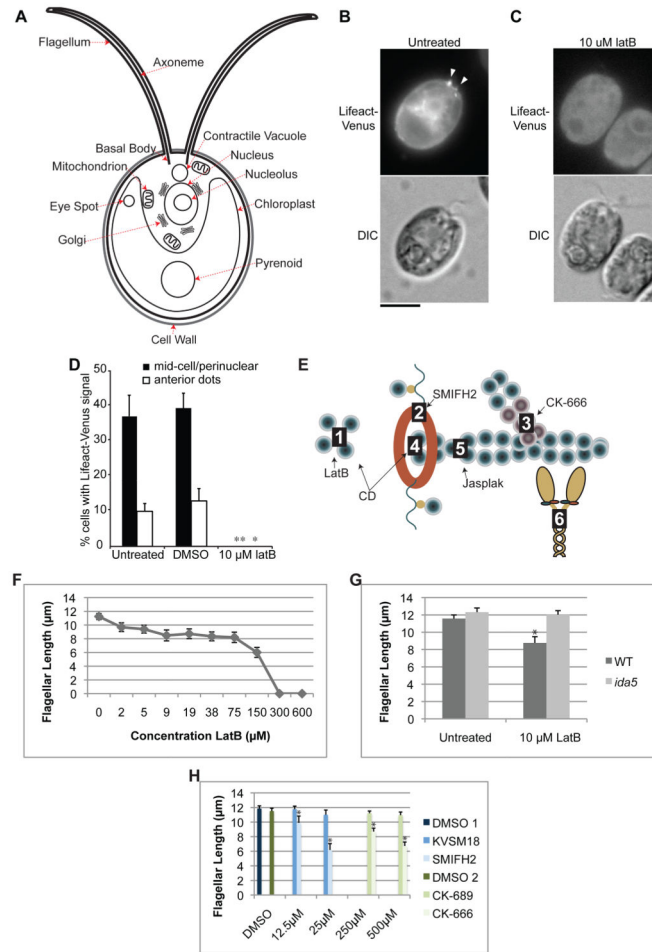 A
Flagellum
Axoneme
Basal Body
Contractile Vacuole
Mitochondrion
Nucleus
Nucleolus
Eye Spot
Chloroplast
Golgi
Pyrenoid
Cell Wall
B
Untreated
Lifeact-
Venus
DIC
C
10 uM latB
Lifeact-
Venus
DIC
D
mid-cell/perinuclear
anterior dots
% cells with Lifeact-Venus signal
50
40
30
20
10
** *
Untreated DMSO 10 µM latB
E
SMIFH2
CK-666
1
2
3
4
5
6
LatB
CD
Jasplak
F
Flagellar Length (µm)
14
12
10
8
6
4
2
0
0 2 5 9 19 38 75 150 300 600
Concentration LatB (µM)
G
Flagellar Length (µm)
14
12
10
8
6
4
2
0
*
WT
ida5
Untreated 10 µM LatB
H
Flagellar Length (µm)
14
12
10
8
6
4
2
0
* * * *
DMSO 12.5µM 25µM 250µM 500µM
DMSO 1
KVSM18
SMIFH2
DMSO 2
CK-689
CK-666